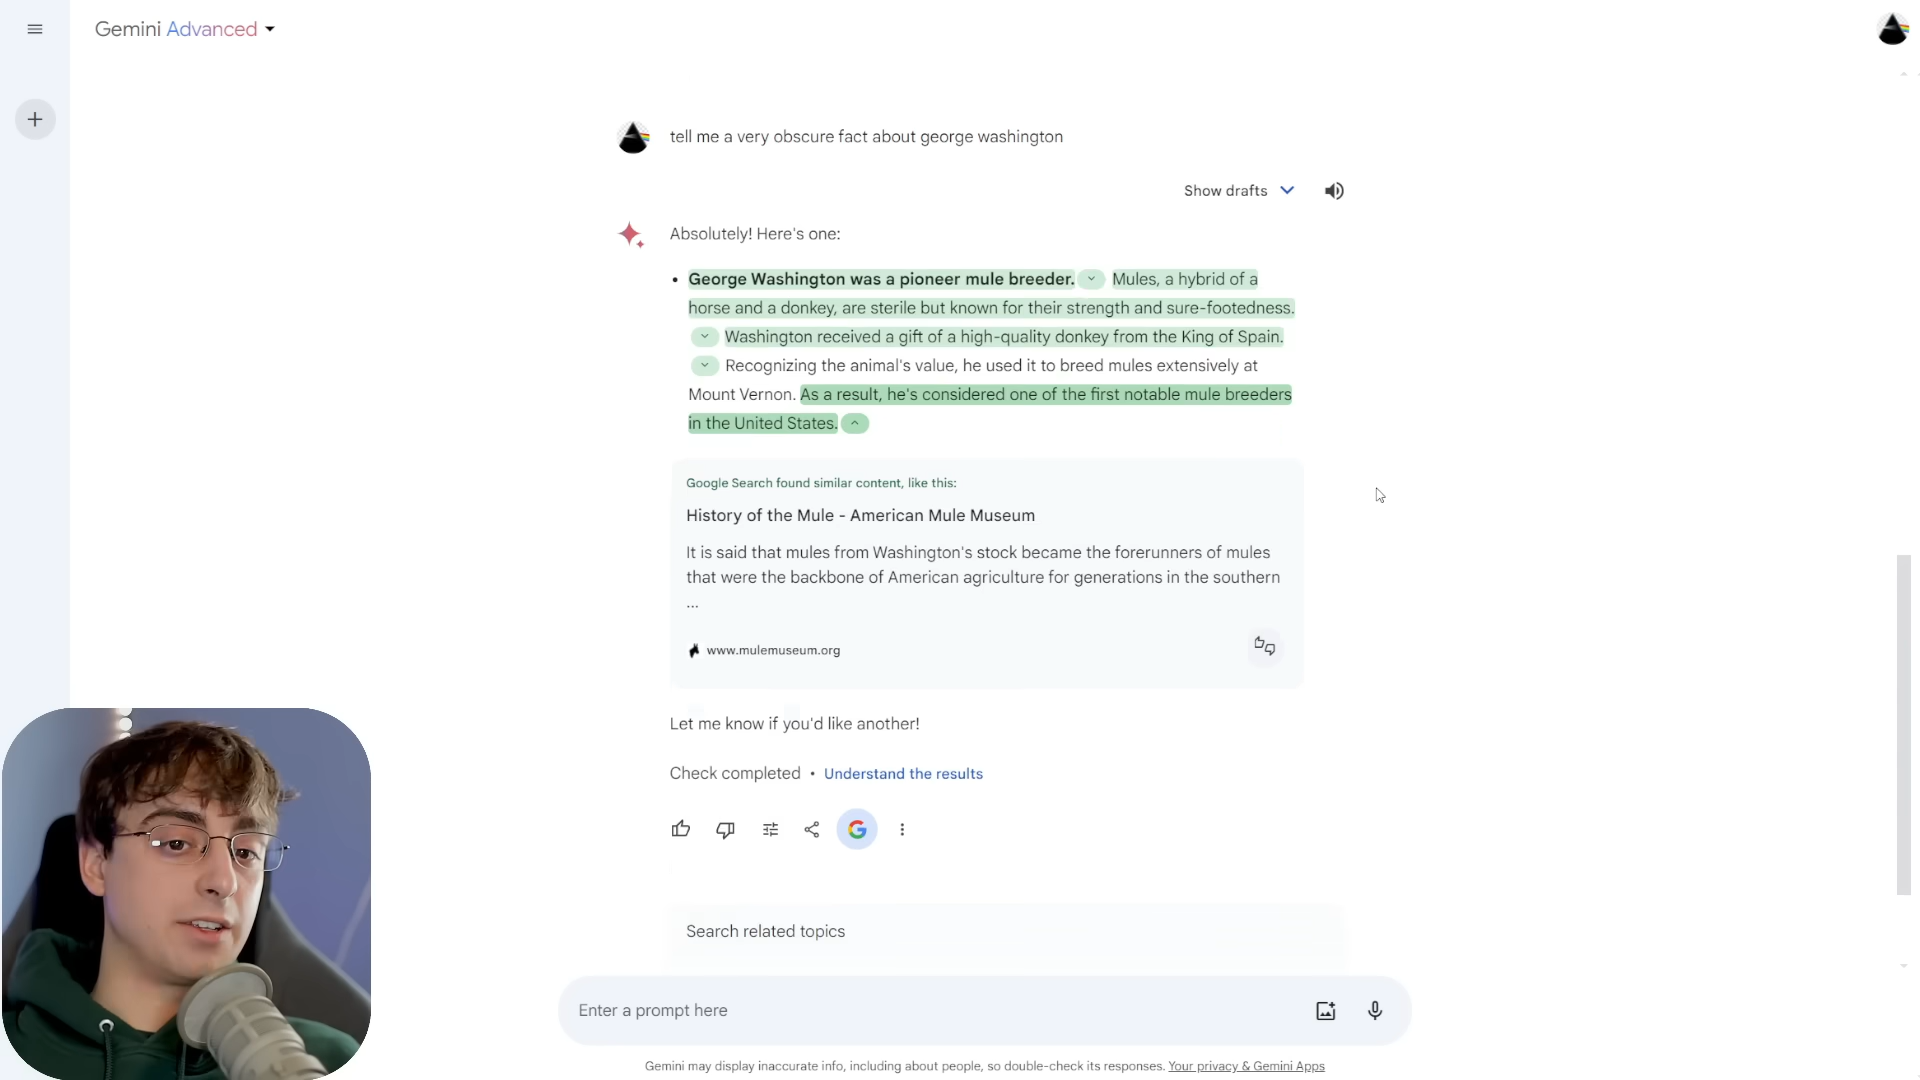 Gemini Advanced
tell me a very obscure fact about george washington
Show drafts
Absolutely! Here's one:
• George Washington was a pioneer mule breeder. Mules, a hybrid of a
horse and a donkey, are sterile but known for their strength and sure-footedness.
Washington received a gift of a high-quality donkey from the King of Spain.
Recognizing the animal's value, he used it to breed mules extensively at
Mount Vernon. As a result, he's considered one of the first notable mule breeders
in the United States.
Google Search found similar content, like this:
History of the Mule - American Mule Museum
It is said that mules from Washington's stock became the forerunners of mules
that were the backbone of American agriculture for generations in the southern
...
www.mulemuseum.org
Let me know if you'd like another!
Check completed • Understand the results
Search related topics
Enter a prompt here
Gemini may display inaccurate info, including about people, so double-check its responses. Your privacy & Gemini Apps